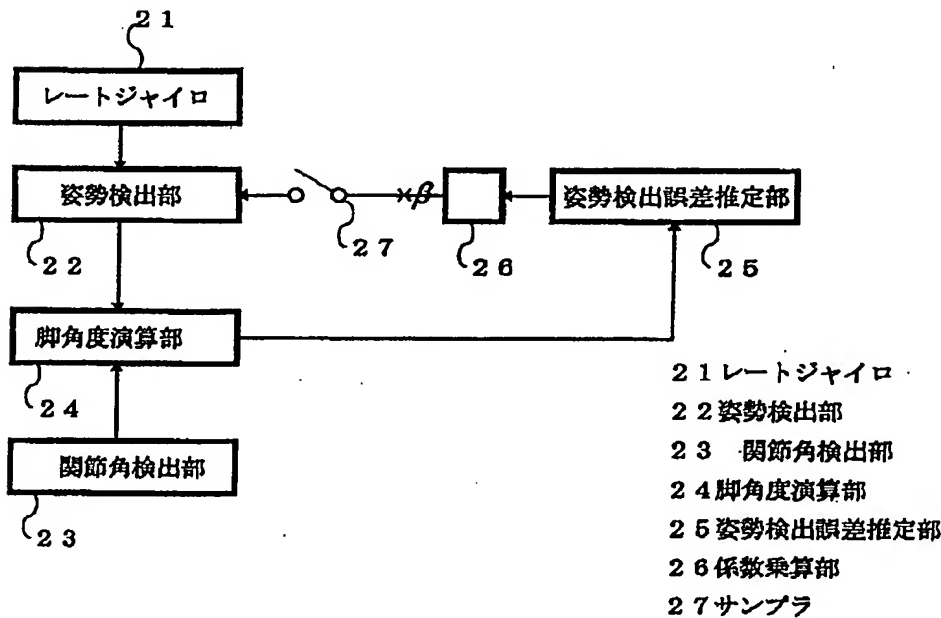 ２１
レートジャイロ
姿勢検出部
２２
×β
２７
２６
姿勢検出誤差推定部
２５
脚角度演算部
２４
関節角検出部
２３
２１レートジャイロ
２２姿勢検出部
２３　関節角検出部
２４脚角度演算部
２５姿勢検出誤差推定部
２６係数乗算部
２７サンプラ